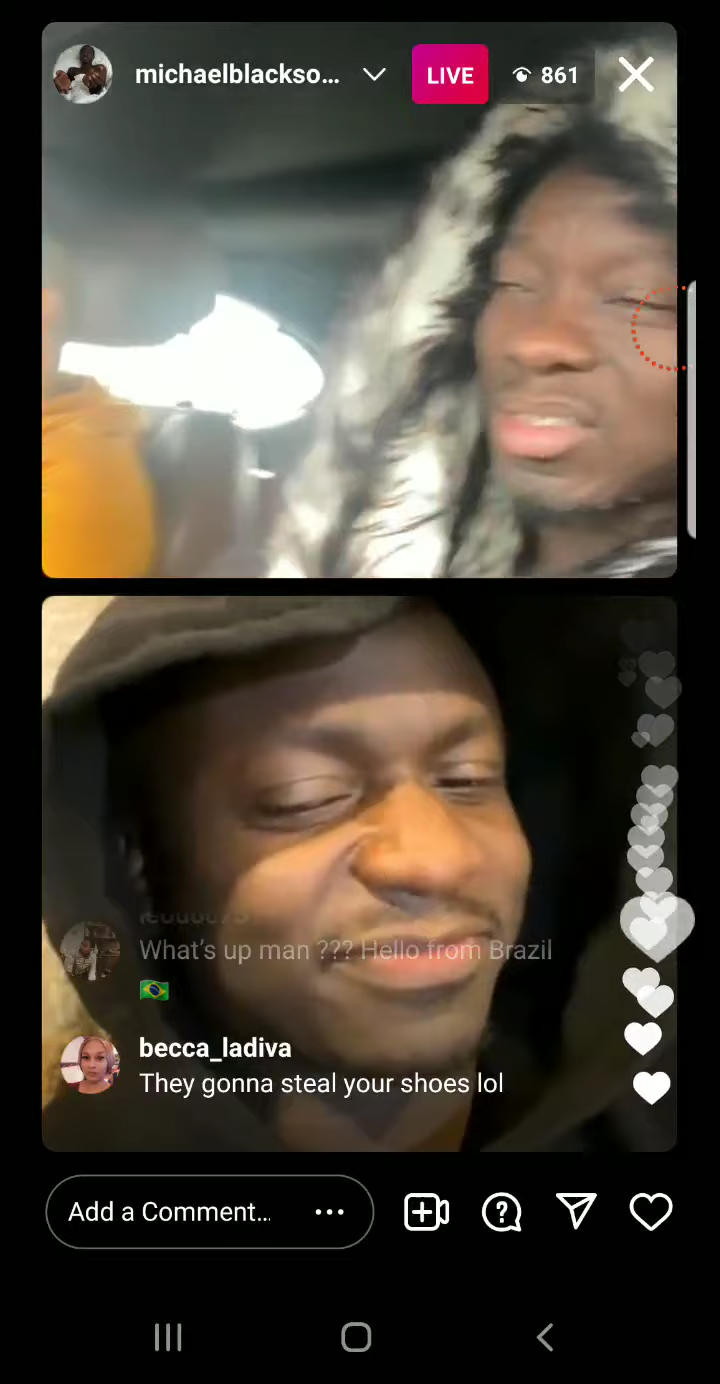 michaelblackso...
LIVE
861
What's up man ??? Hello from Brazil
becca_ladiva
They gonna steal your shoes lol
Add a Comment...